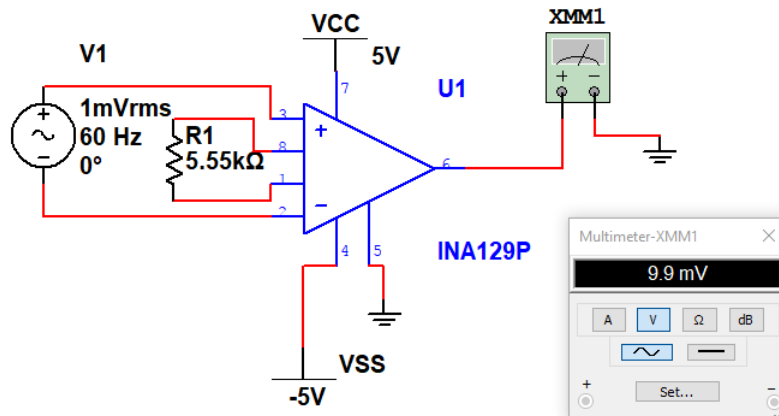 XMM1
VCC
5V
V1
U1
1mVrms
60 Hz
0°
R1
5.55kΩ
7
3
8
1
2
6
4
5
+
−
INA129P
VSS
-5V
Multimeter-XMM1
9.9 mV
A
V
Ω
dB
+
Set...
−